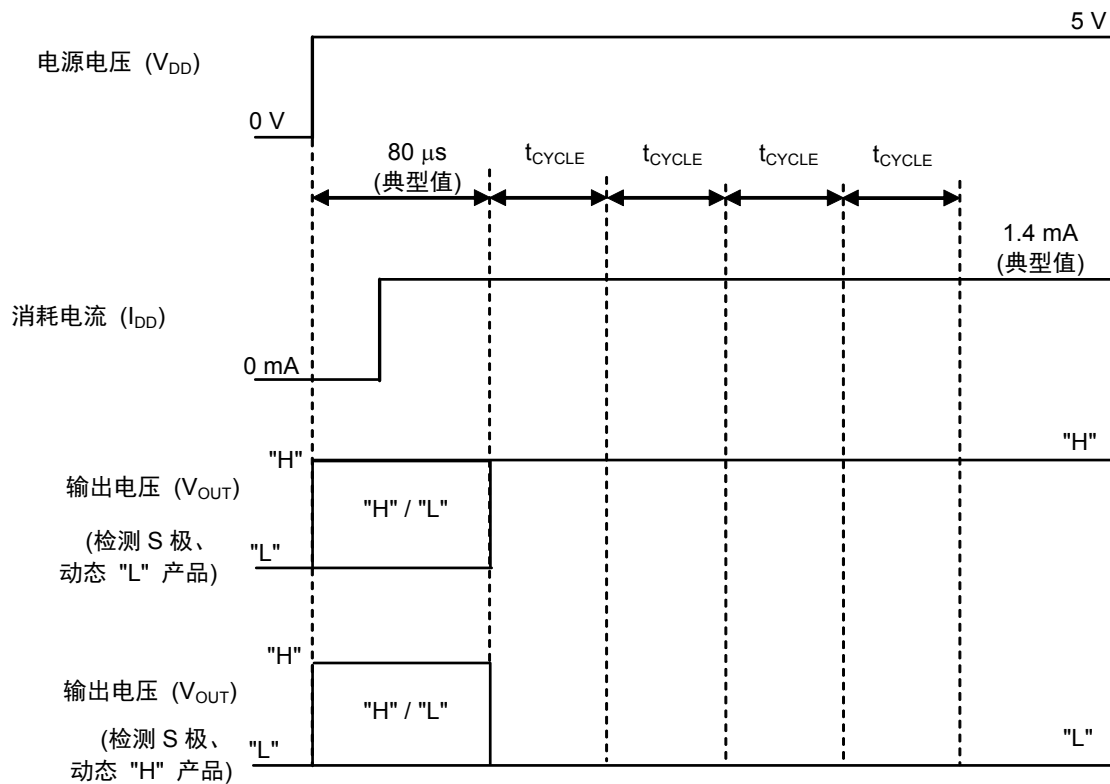 5 V
电源电压 (VDD)
0 V
80 μs
(典型值)
tCYCLE
tCYCLE
tCYCLE
tCYCLE
1.4 mA
(典型值)
消耗电流 (IDD)
0 mA
"H"
"H"
输出电压 (VOUT)
"H" / "L"
(检测 S 极、
动态 "L" 产品)
"L"
"H"
输出电压 (VOUT)
"H" / "L"
(检测 S 极、
动态 "H" 产品)
"L"
"L"